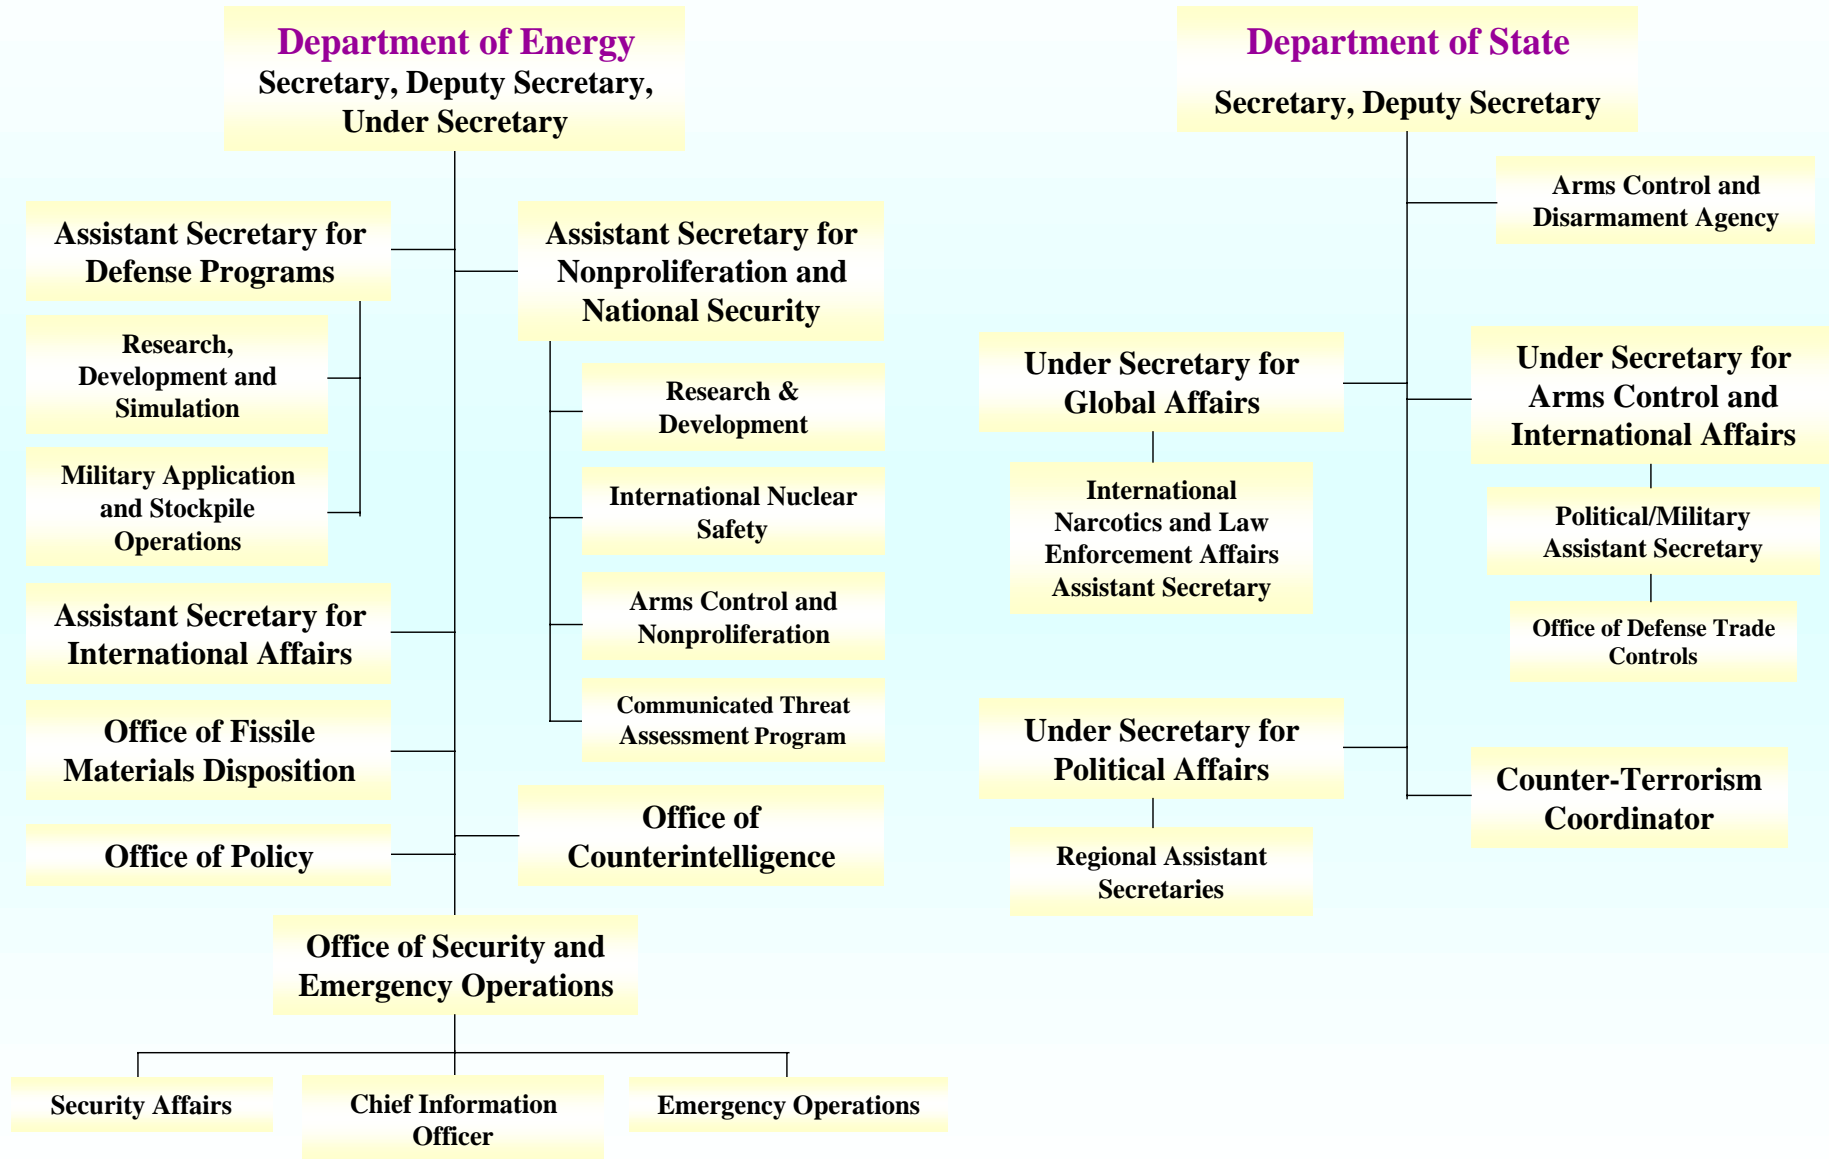 Department of Energy
Secretary, Deputy Secretary,
Under Secretary
Assistant Secretary for
Defense Programs
Research,
Development and
Simulation
Military Application
and Stockpile
Operations
Assistant Secretary for
Nonproliferation and
National Security
Research &
Development
International Nuclear
Safety
Arms Control and
Nonproliferation
Communicated Threat
Assessment Program
Assistant Secretary for
International Affairs
Office of Fissile
Materials Disposition
Office of Policy
Office of
Counterintelligence
Office of Security and
Emergency Operations
Security Affairs
Chief Information
Officer
Emergency Operations
Department of State
Secretary, Deputy Secretary
Arms Control and
Disarmament Agency
Under Secretary for
Global Affairs
International
Narcotics and Law
Enforcement Affairs
Assistant Secretary
Under Secretary for
Arms Control and
International Affairs
Political/Military
Assistant Secretary
Office of Defense Trade
Controls
Under Secretary for
Political Affairs
Regional Assistant
Secretaries
Counter-Terrorism
Coordinator